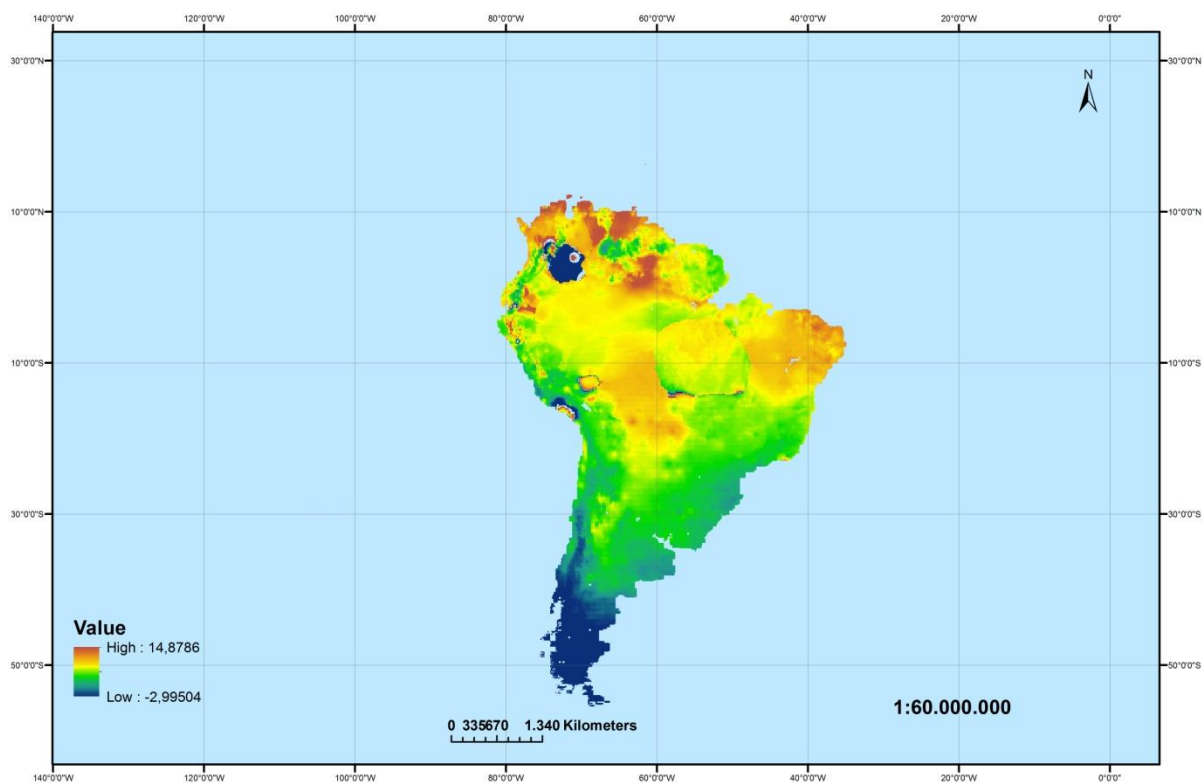 140°0'0"W 120°0'0"W 100°0'0"W 80°0'0"W 60°0'0"W 40°0'0"W 20°0'0"W 0°0'0"
30°0'0"N 30°0'0"N
N
10°0'0"N 10°0'0"N
10°0'0"S 10°0'0"S
30°0'0"S 30°0'0"S
Value
High : 14,8786
Low : -2,99504
50°0'0"S 50°0'0"S
1:60.000.000
0 335670 1.340 Kilometers
140°0'0"W 120°0'0"W 100°0'0"W 80°0'0"W 60°0'0"W 40°0'0"W 20°0'0"W 0°0'0"